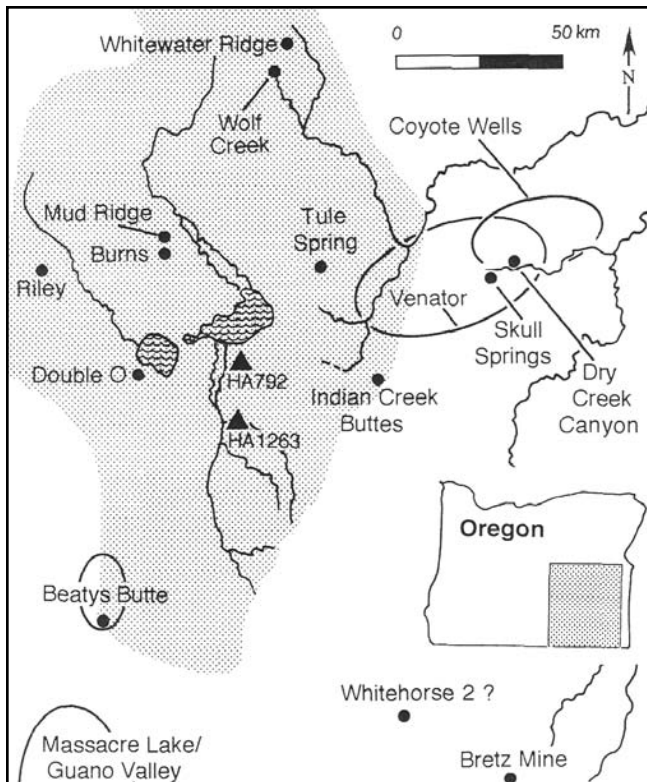 Whitewater Ridge
0
50 km
N
Wolf
Creek
Coyote Wells
Mud Ridge
Burns
Tule
Spring
Riley
Venator
Skull
Springs
Double O
HA792
Indian Creek
Buttes
Dry
Creek
Canyon
HA1263
Oregon
Beatys Butte
Whitehorse 2 ?
Massacre Lake/
Guano Valley
Bretz Mine